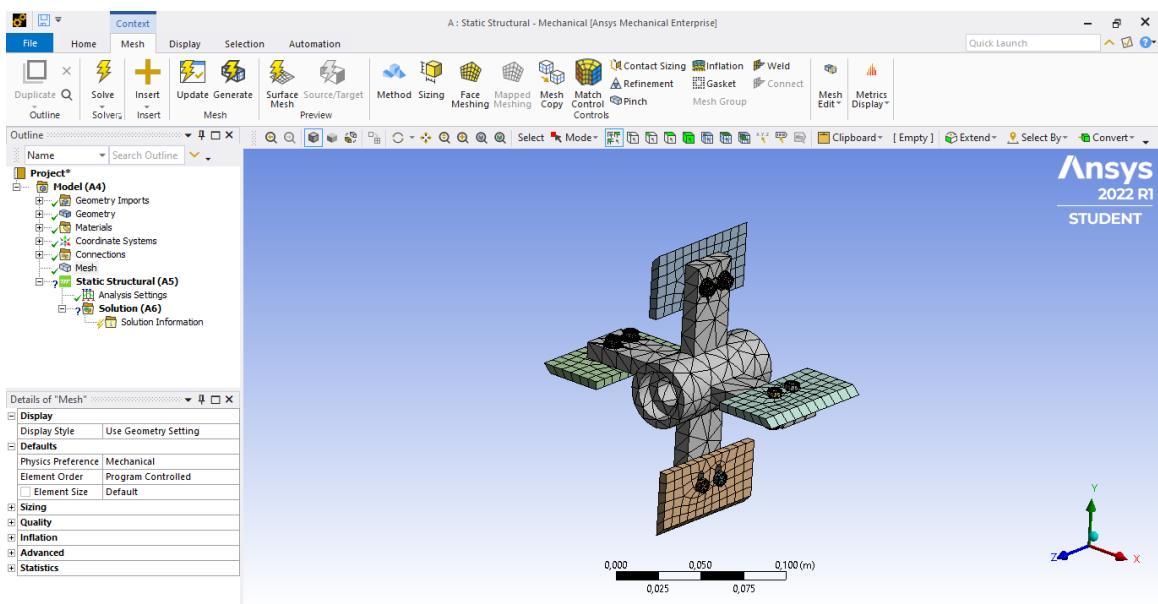 A : Static Structural - Mechanical [Ansys Mechanical Enterprise]
Context
File Home Mesh Display Selection Automation Quick Launch
Duplicate Q Solve Insert Update Generate Surface Mesh Source/Target Method Sizing Face Meshing Mapped Meshing Mesh Copy Match Control Contact Sizing Inflation Weld
Refinement Gasket Connect
Pinch Mesh Group Mesh Edit Metrics Display
Outline Solvers Insert Mesh Preview Controls
Outline
Select Mode Clipboard [ Empty ] Extend Select By Convert
Name Search Outline
Project*
Model (A4)
Geometry Imports
Geometry
Materials
Coordinate Systems
Connections
Mesh
Static Structural (A5)
Analysis Settings
Solution (A6)
Solution Information
Details of "Mesh"
Display
Display Style Use Geometry Setting
Defaults
Physics Preference Mechanical
Element Order Program Controlled
Element Size Default
Sizing
Quality
Inflation
Advanced
Statistics
Ansys
2022 R1
STUDENT
0,000 0,050 0,100 (m)
0,025 0,075
Y
Z X